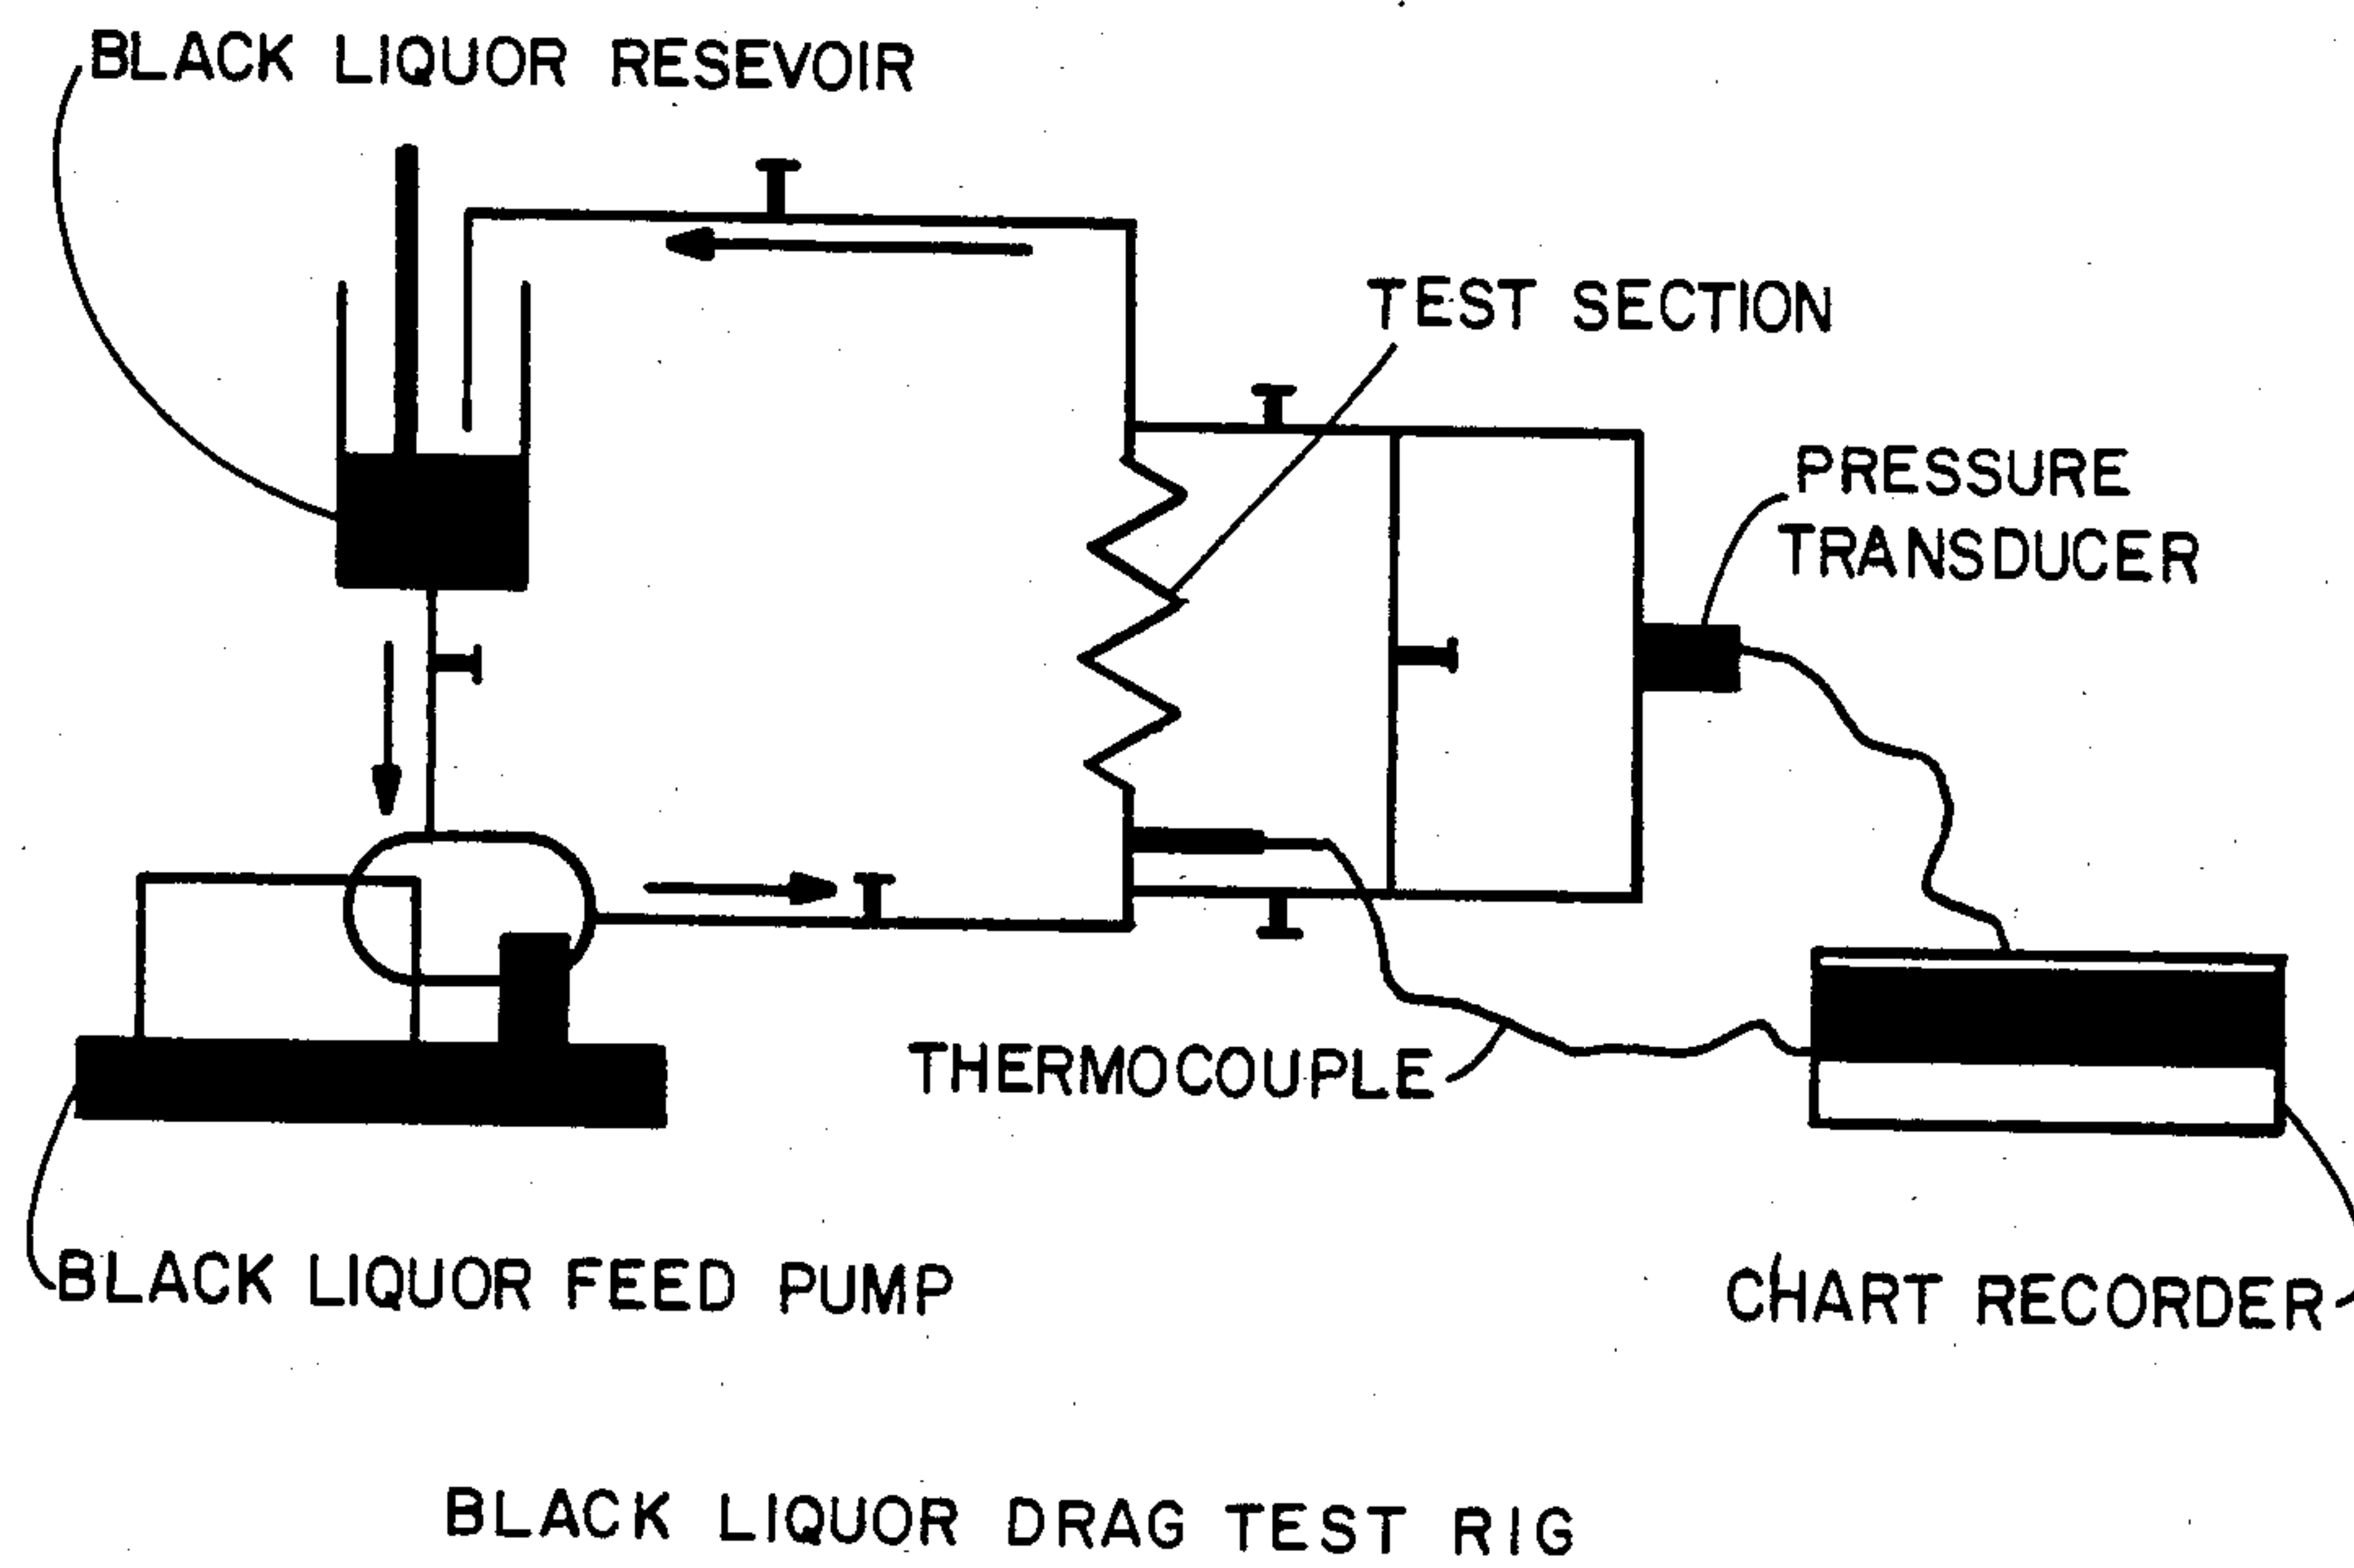 BLACK LIQUOR RESEVOIR
TEST SECTION
PRESSURE
TRANSDUCER
THERMOCOUPLE
BLACK LIQUOR FEED PUMP
CHART RECORDER
BLACK LIQUOR DRAG TEST RIG